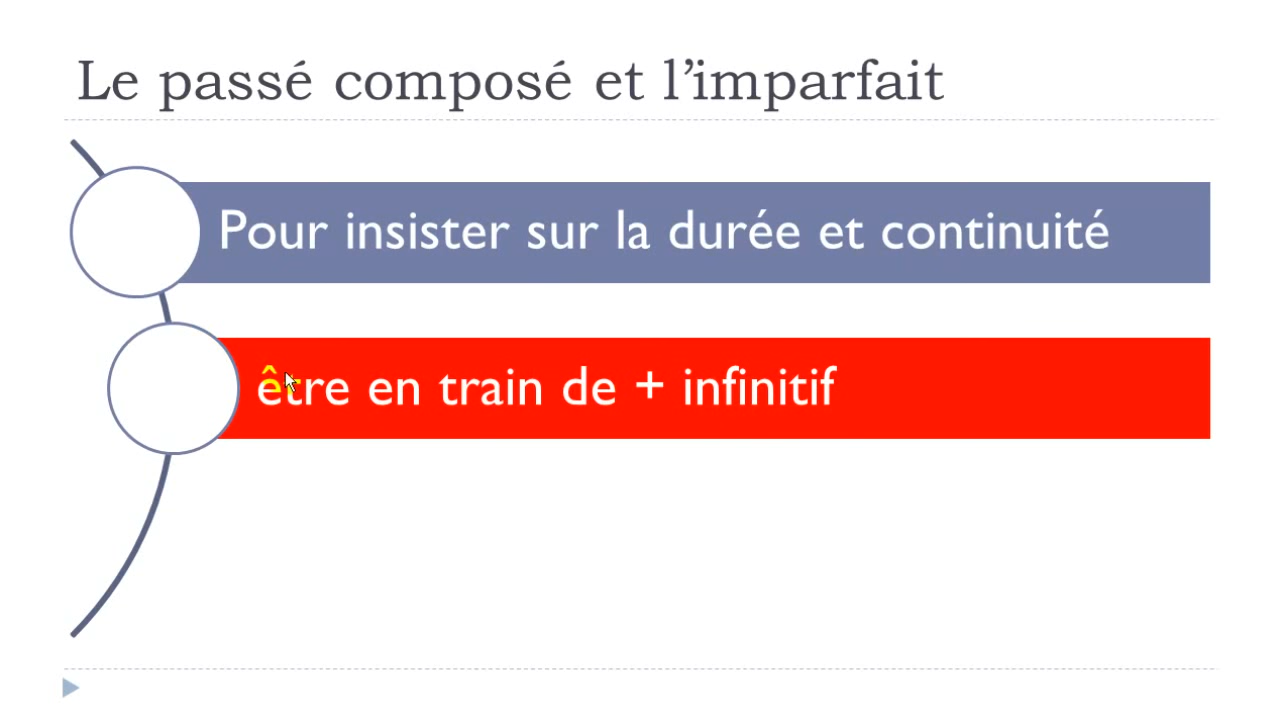 Le passé composé et l’imparfait
Pour insister sur la durée et continuité
être en train de + infinitif